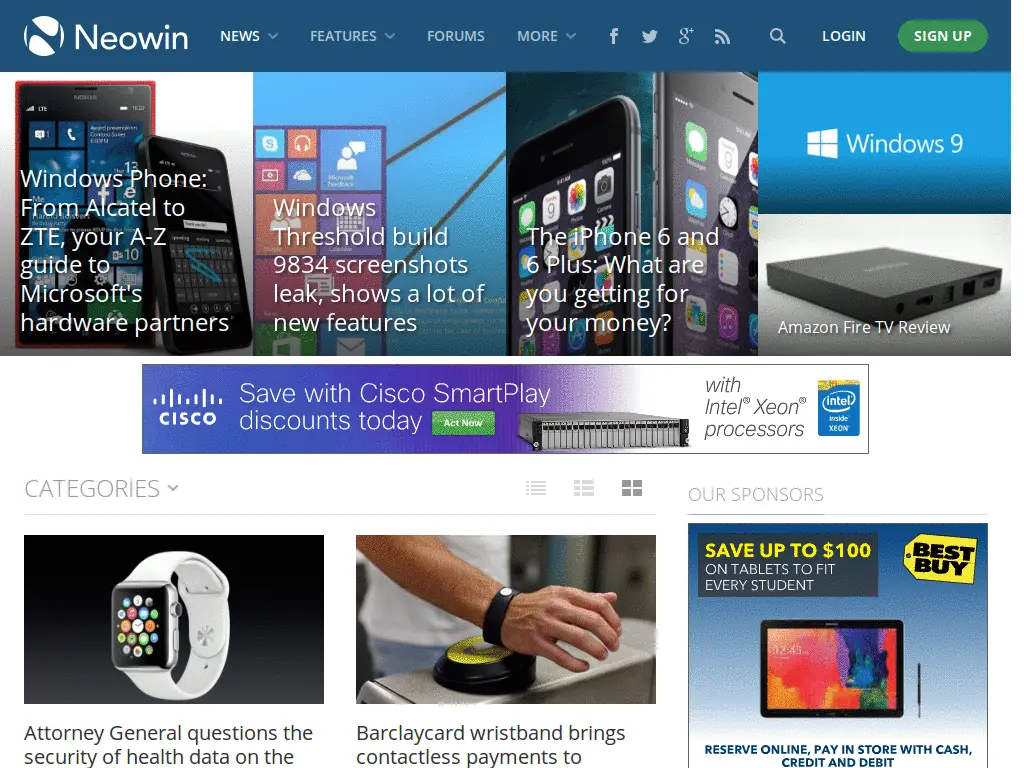 Neowin
NEWS
FEATURES
FORUMS
MORE
LOGIN
SIGN UP
Windows Phone:
From Alcatel to
ZTE, your A-Z
guide to
Microsoft's
hardware partners
Windows
Threshold build
9834 screenshots
leak, shows a lot of
new features
The iPhone 6 and
6 Plus: What are
you getting for
your money?
Windows 9
Amazon Fire TV Review
CISCO
Save with Cisco SmartPlay
discounts today
Act Now
with
Intel® Xeon®
processors
intel
inside
XEON
CATEGORIES
OUR SPONSORS
SAVE UP TO $100
ON TABLETS TO FIT
EVERY STUDENT
BEST
BUY
RESERVE ONLINE, PAY IN STORE WITH CASH,
CREDIT AND DEBIT
Attorney General questions the
security of health data on the
Barclaycard wristband brings
contactless payments to